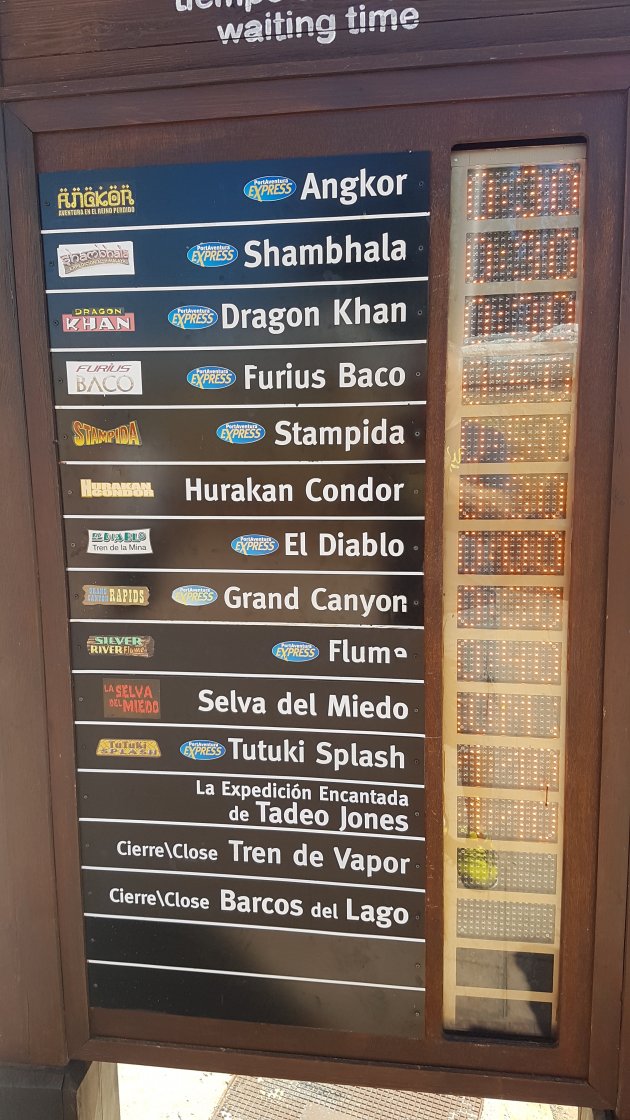 waiting time
ANGKOR
AVENTURA EN EL REINO PERDIDO
PortAventura
EXPRESS
Angkor
Shambhala
PortAventura
EXPRESS
Shambhala
DRAGON
KHAN
PortAventura
EXPRESS
Dragon Khan
FURIUS
BACO
PortAventura
EXPRESS
Furius Baco
STAMPIDA
PortAventura
EXPRESS
Stampida
HURAKAN
CONDOR
Hurakan Condor
EL DIABLO
Tren de la Mina
PortAventura
EXPRESS
El Diablo
GRAND
CANYON
RAPIDS
PortAventura
EXPRESS
Grand Canyon
SILVER
RIVER Flume
PortAventura
EXPRESS
Flume
LA SELVA
DEL MIEDO
Selva del Miedo
TUTUKI
SPLASH
PortAventura
EXPRESS
Tutuki Splash
La Expedición Encantada
de Tadeo Jones
Cierre\Close Tren de Vapor
Cierre\Close Barcos del Lago